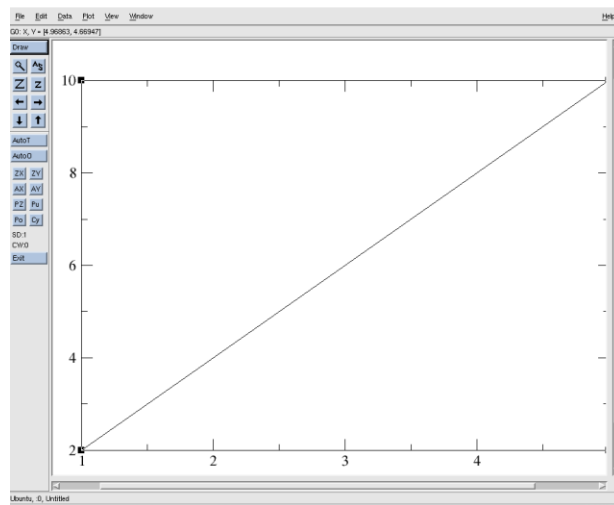 File Edit Data Plot View Window Help
G0: X, Y = [4.96863, 4.66947]
Draw
AS
Z z
AutoT
AutoO
ZX ZY
AX AY
PZ Pu
Po Cy
SD:1
CW:0
Exit
10
8
6
4
2
1 2 3 4
Ubuntu, :0, Untitled